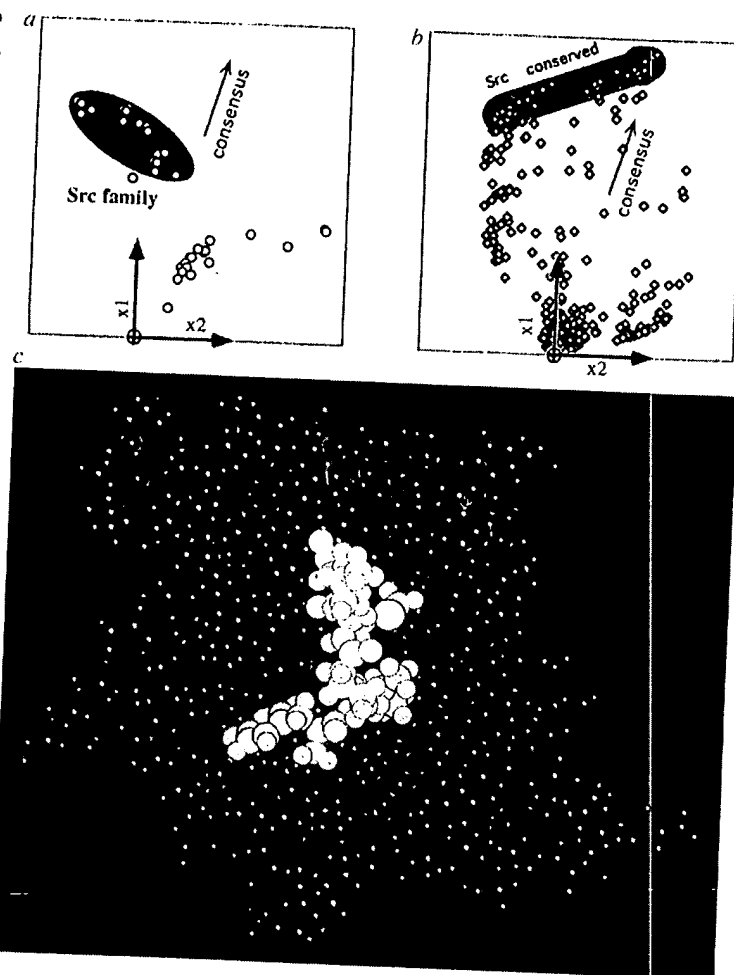 a
consensus
Src family
x1
x2
b
Src conserved
consensus
x1
x2
c